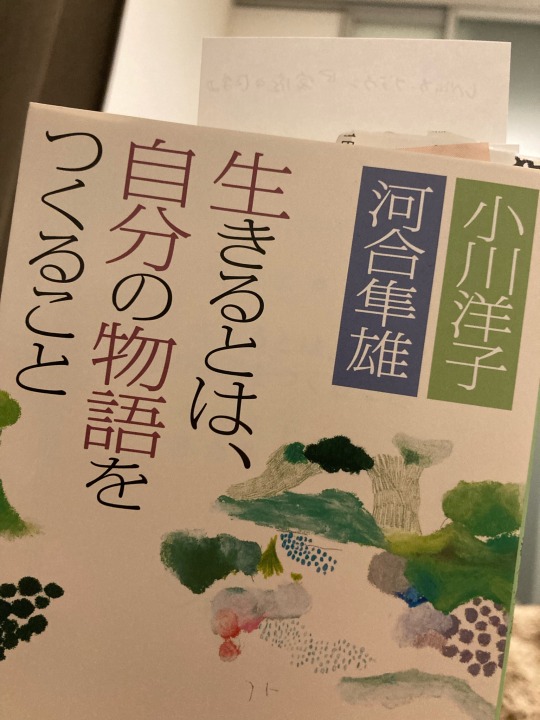 小川洋子
河合隼雄
生きるとは、
自分の物語を
つくること